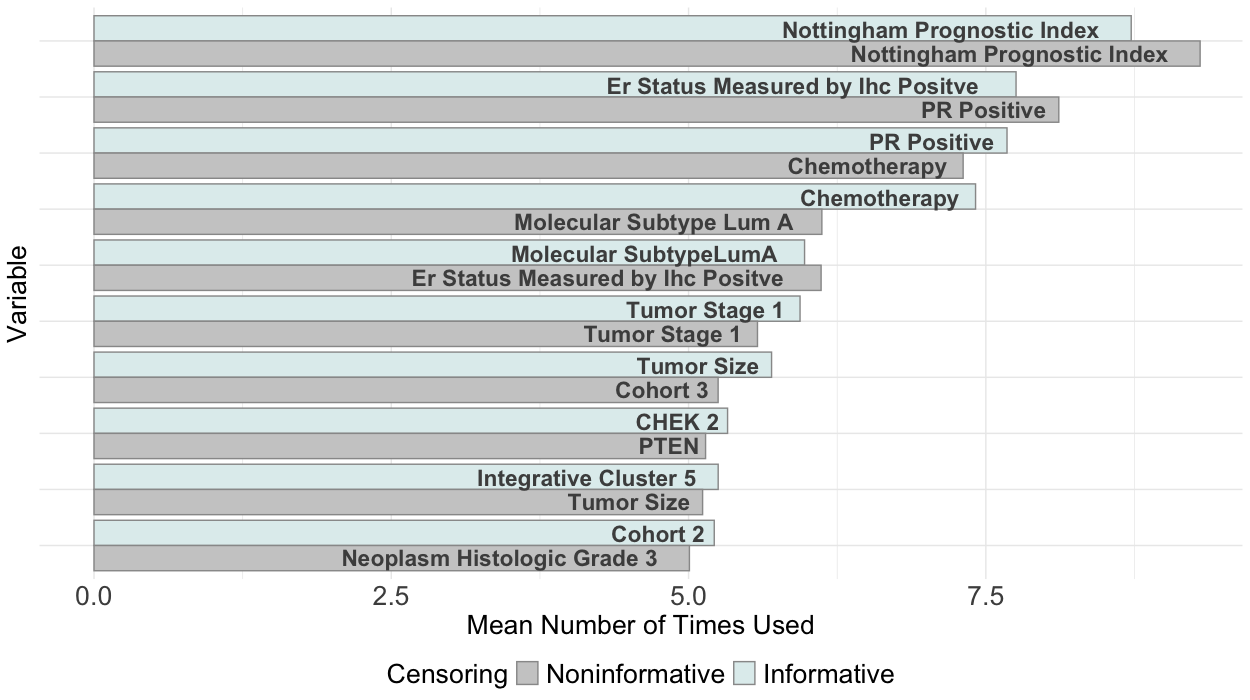 Nottingham Prognostic Index
Nottingham Prognostic Index
Er Status Measured by Ihc Positve
PR Positive
PR Positive
Chemotherapy
Chemotherapy
Molecular Subtype Lum A
Molecular SubtypeLumA
Er Status Measured by Ihc Positve
Tumor Stage 1
Tumor Stage 1
Tumor Size
Cohort 3
CHEK 2
PTEN
Integrative Cluster 5
Tumor Size
Cohort 2
Neoplasm Histologic Grade 3
Variable
0.0 2.5 5.0 7.5
Mean Number of Times Used
Censoring Noninformative Informative